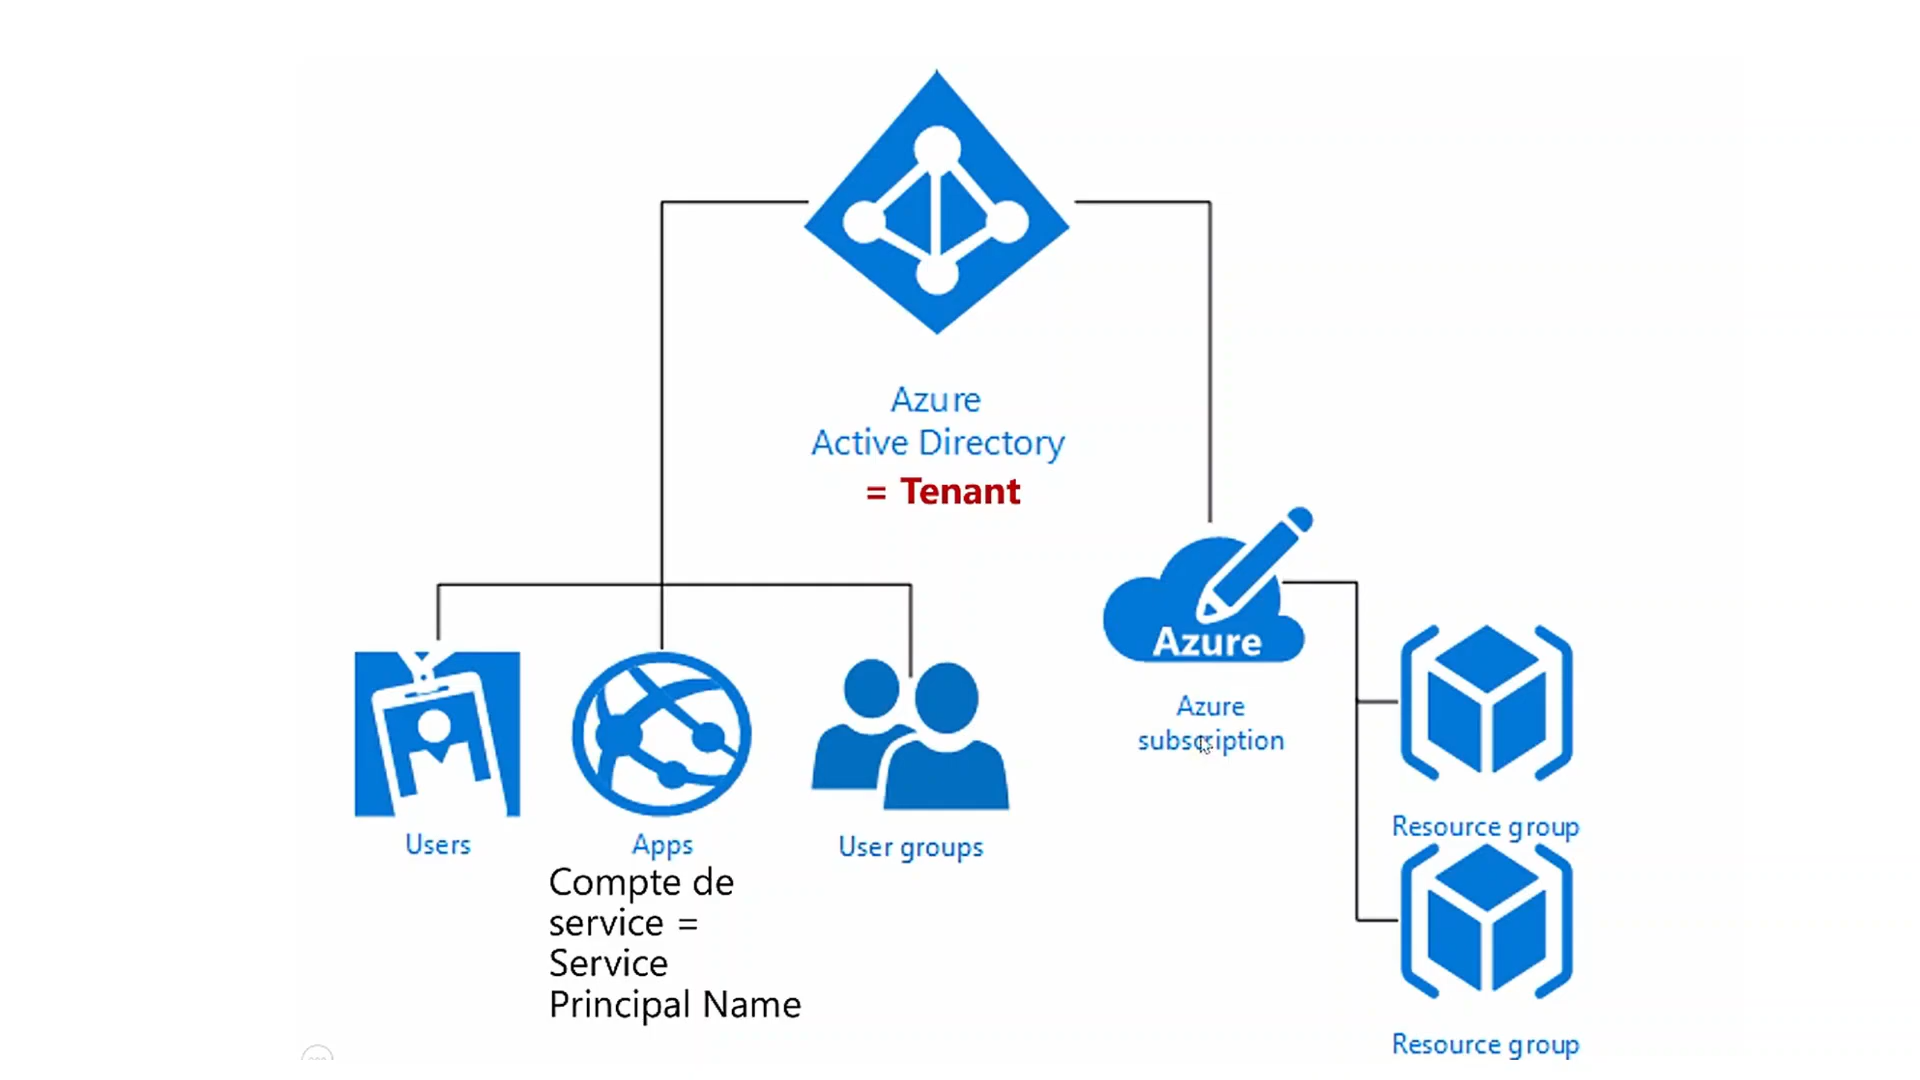 Azure
Active Directory
= Tenant
Azure
Azure
subscription
Users
Apps
User groups
Compte de
service =
Service
Principal Name
Resource group
Resource group